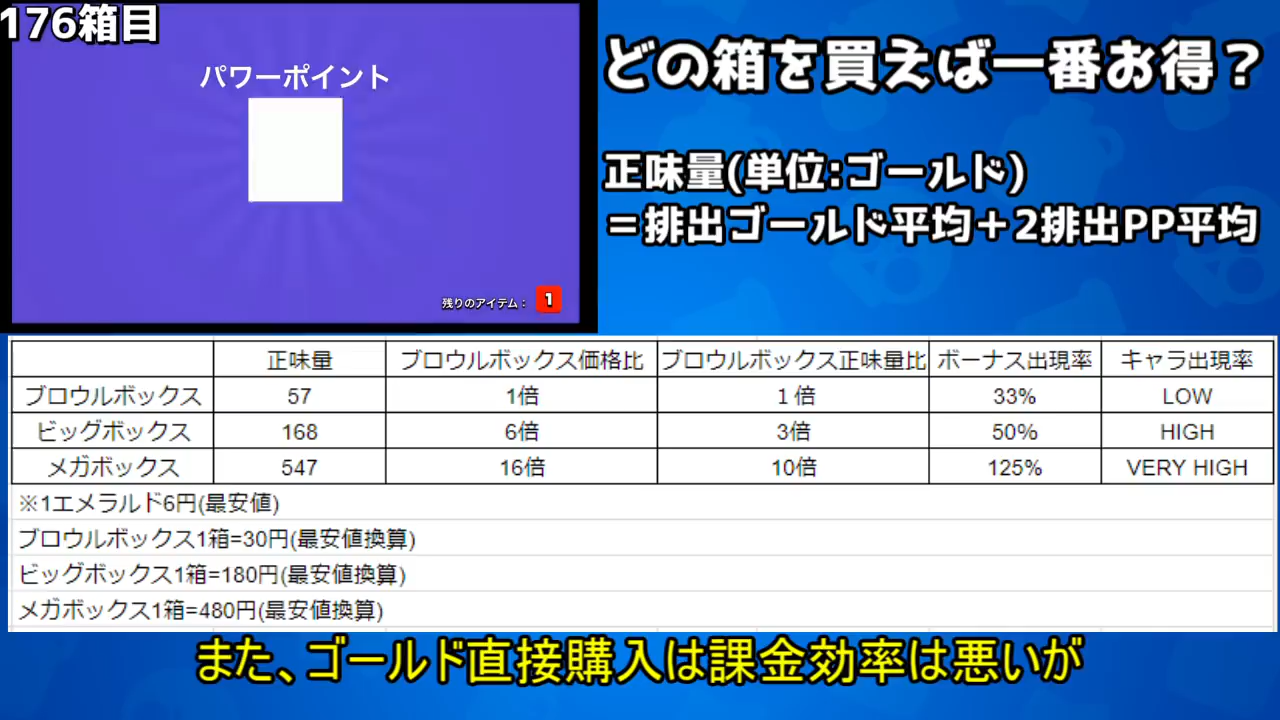 176箱目
パワーポイント
残りのアイテム: 1
どの箱を買えば一番お得?
正味量(単位:ゴールド)
=排出ゴールド平均+2排出PP平均
正味量 ブロウルボックス価格比 ブロウルボックス正味量比 ボーナス出現率 キャラ出現率
ブロウルボックス 57 1倍 1倍 33% LOW
ビッグボックス 168 6倍 3倍 50% HIGH
メガボックス 547 16倍 10倍 125% VERY HIGH
※1エメラルド6円(最安値)
ブロウルボックス1箱=30円(最安値換算)
ビッグボックス1箱=180円(最安値換算)
メガボックス1箱=480円(最安値換算)
また、ゴールド直接購入は課金効率は悪いが